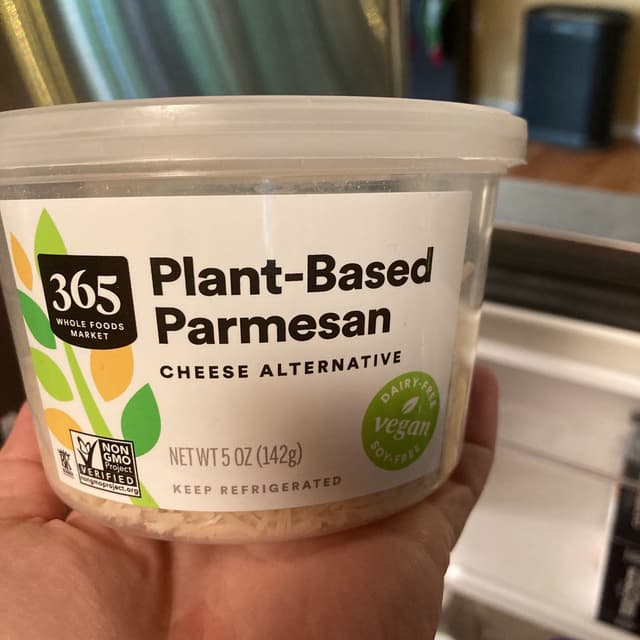 365
WHOLE FOODS
MARKET
Plant-Based
Parmesan
CHEESE ALTERNATIVE
DAIRY-FREE
vegan
SOY-FREE
NON
GMO
Project
VERIFIED
nongmoproject.org
NET WT 5 OZ (142g)
KEEP REFRIGERATED